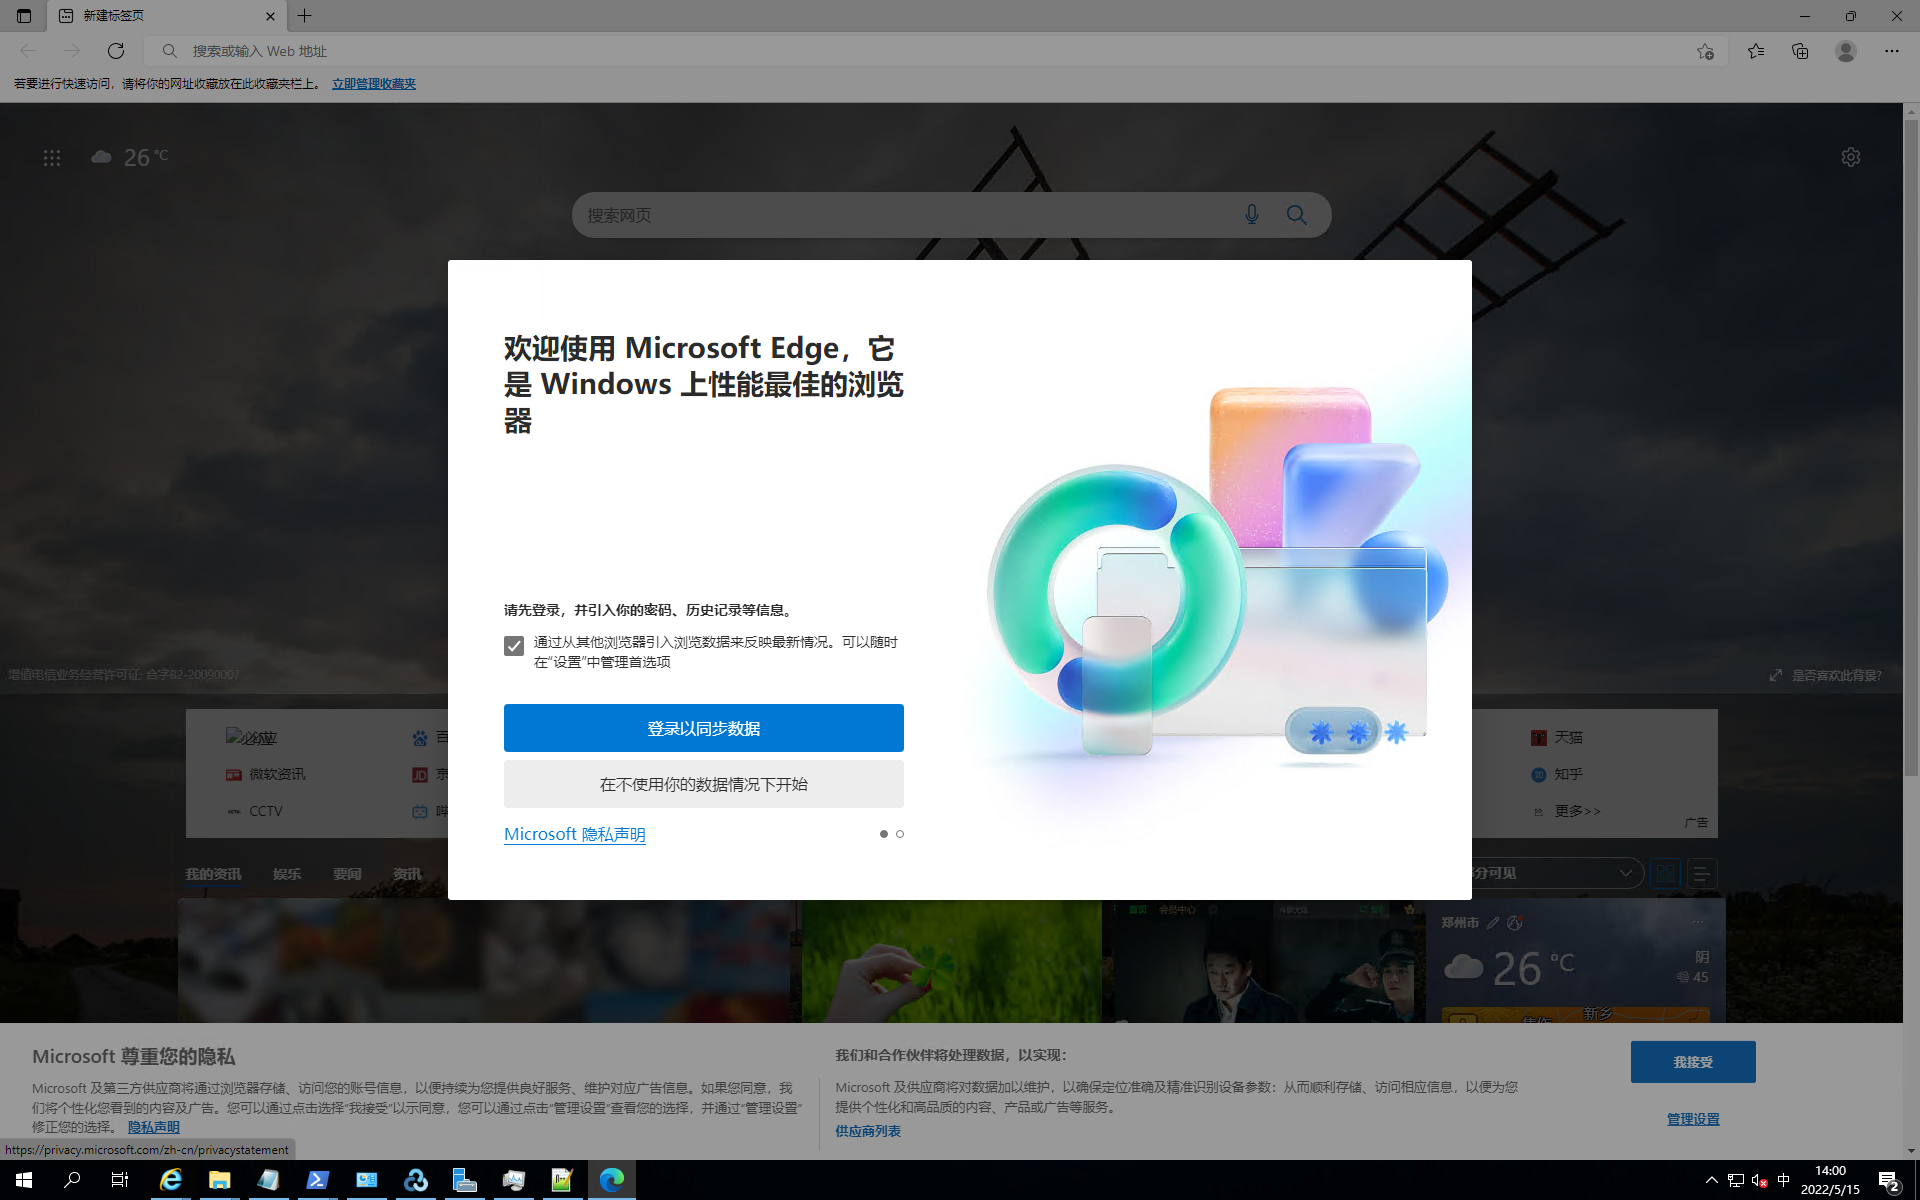 新建标签页
搜索或输入 Web 地址
若要进行快速访问，请将你的网址收藏放在此收藏夹栏上。 立即管理收藏夹
26 °C
搜索网页
欢迎使用 Microsoft Edge，它
是 Windows 上性能最佳的浏览
器
请先登录，并引入你的密码、历史记录等信息。
通过从其他浏览器引入浏览数据来反映最新情况。可以随时
在"设置"中管理首选项
登录以同步数据
在不使用你的数据情况下开始
Microsoft 隐私声明
增值电信业务经营许可证: 合字B2-20090007
是否喜欢此背景?
必应
百
天猫
微软资讯
京
知乎
CCTV
哔
更多>>
广告
我的资讯 娱乐 要闻 资讯
分可见
首页 会员中心
郑州市
26 °C
阴
45
焦作 新乡
Microsoft 尊重您的隐私
Microsoft 及第三方供应商将通过浏览器存储、访问您的账号信息，以便持续为您提供良好服务、维护对应广告信息。如果您同意，我
们将个性化您看到的内容及广告。您可以通过点击选择"我接受"以示同意，您可以通过点击"管理设置"查看您的选择，并通过"管理设置"
修正您的选择。 隐私声明
我们和合作伙伴将处理数据，以实现：
Microsoft 及供应商将对数据加以维护，以确保定位准确及精准识别设备参数：从而顺利存储、访问相应信息，以便为您
提供个性化和高品质的内容、产品或广告等服务。
供应商列表
我接受
管理设置
https://privacy.microsoft.com/zh-cn/privacystatement
中
14:00
2022/5/15
2